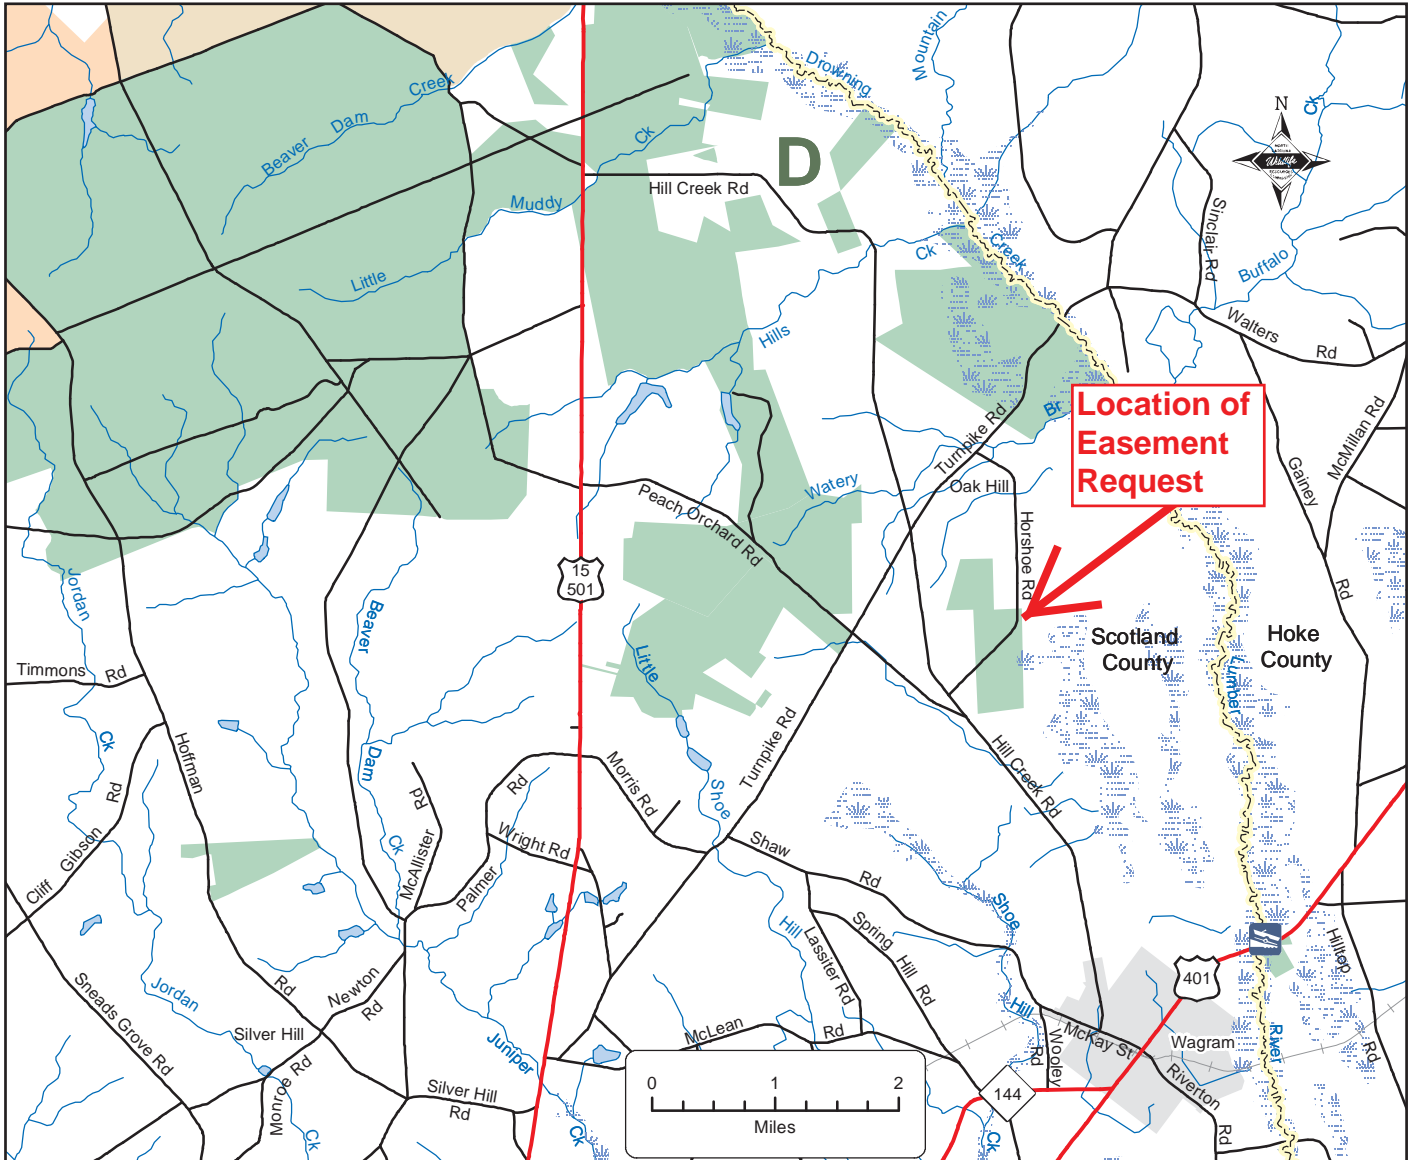 Mountain
Drowning
Creek
Beaver
Dam
Creek
Ck
D
Ck
N
NORTH
CAROLINA
Wildlife
RESOURCES
COMMISSION
Hill Creek Rd
Muddy
Little
Ck
Sinclair Rd
Buffalo
Hills
Walters
Rd
Br
Location of
Easement
Request
Turnpike Rd
McMillan Rd
Watery
Oak Hill
Gainey
Rd
Peach Orchard Rd
Horshoe Rd
15
501
Jordan
Ck
Beaver
Dam
Ck
Little
Shoe
Scotland
County
Hoke
County
Lumber
River
Timmons Rd
Hoffman
Rd
Turnpike Rd
Hill Creek Rd
Morris Rd
Rd
Palmer
Rd
McAllister
Wright Rd
Cliff Gibson Rd
Shaw
Rd
Shoe
Hill
Spring Hill Rd
Lassiter Rd
Hill
Hilltop
Rd
401
Sneads Grove Rd
Jordan
Ck
Newton
Rd
Silver Hill
Monroe Rd
Silver Hill
Rd
Juniper
Ck
McLean
Rd
McKay St
Wooley
Rd
Wagram
Riverton
Rd
144
Ck
0 1 2
Miles